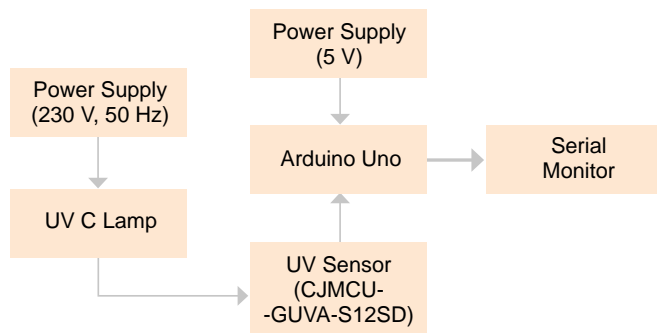 Power Supply
(5 V)
Power Supply
(230 V, 50 Hz)
Arduino Uno
Serial
Monitor
UV C Lamp
UV Sensor
(CJMCU-
-GUVA-S12SD)